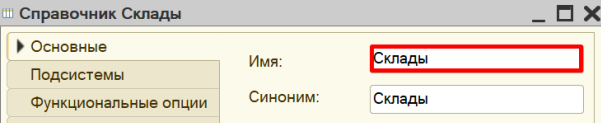 Справочник Склады
Основные
Имя: Склады
Подсистемы
Синоним: Склады
Функциональные опции